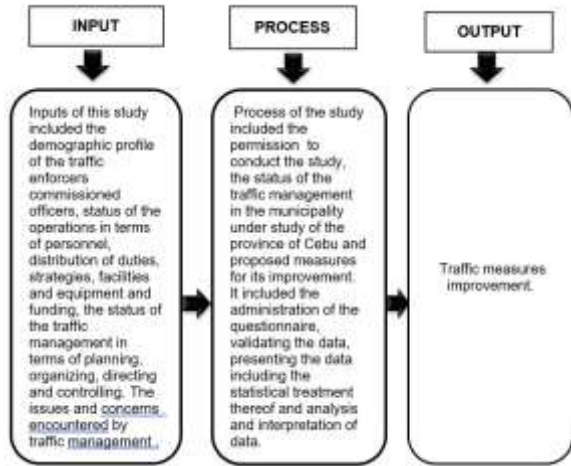 INPUT
PROCESS
OUTPUT
Inputs of this study
included the
demographic profile
of the traffic
enforcers
commissioned
officers, status of the
operations in terms
of personnel,
distribution of duties,
strategies, facilities
and equipment and
funding, the status of
the traffic
management in
terms of planning,
organizing, directing
and controlling. The
issues and concerns
encountered by
traffic management .
Process of the study
included the
permission to
conduct the study,
the status of the
traffic management
in the municipality
under study of the
province of Cebu and
proposed measures
for its improvement.
It included the
administration of the
questionnaire,
validating the data,
presenting the data
including the
statistical treatment
thereof and analysis
and interpretation of
data.
Traffic measures
improvement.